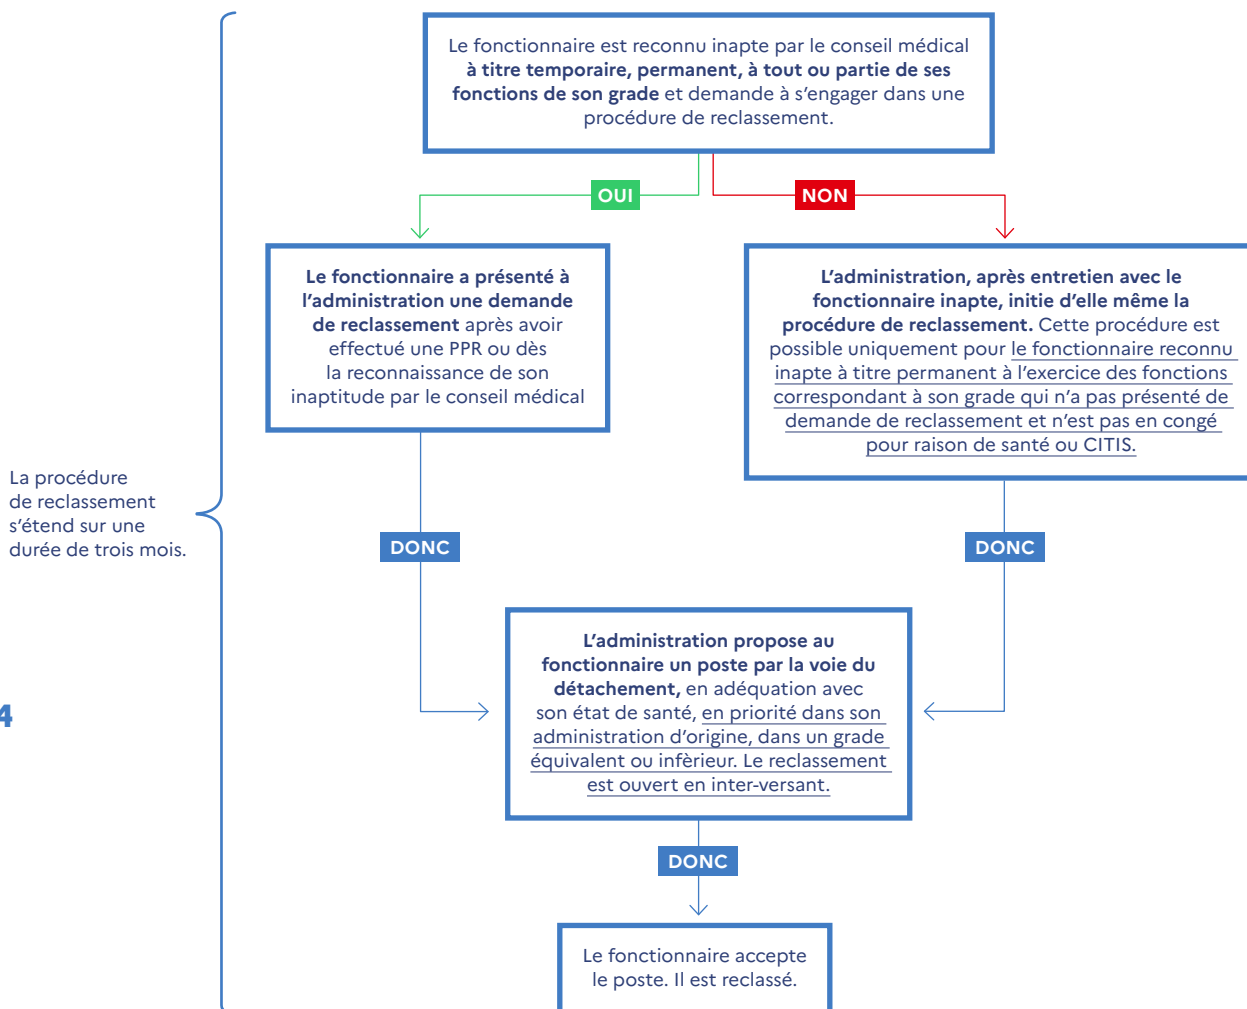 Le fonctionnaire est reconnu inapte par le conseil médical
à titre temporaire, permanent, à tout ou partie de ses
fonctions de son grade et demande à s'engager dans une
procédure de reclassement.
OUI
NON
Le fonctionnaire a présenté à
l'administration une demande
de reclassement après avoir
effectué une PPR ou dès
la reconnaissance de son
inaptitude par le conseil médical
L'administration, après entretien avec le
fonctionnaire inapte, initie d'elle même la
procédure de reclassement. Cette procédure est
possible uniquement pour le fonctionnaire reconnu
inapte à titre permanent à l'exercice des fonctions
correspondant à son grade qui n'a pas présenté de
demande de reclassement et n'est pas en congé
pour raison de santé ou CITIS.
La procédure
de reclassement
s'étend sur une
durée de trois mois.
DONC
DONC
L'administration propose au
fonctionnaire un poste par la voie du
détachement, en adéquation avec
son état de santé, en priorité dans son
administration d'origine, dans un grade
équivalent ou infèrieur. Le reclassement
est ouvert en inter-versant.
4
DONC
Le fonctionnaire accepte
le poste. Il est reclassé.